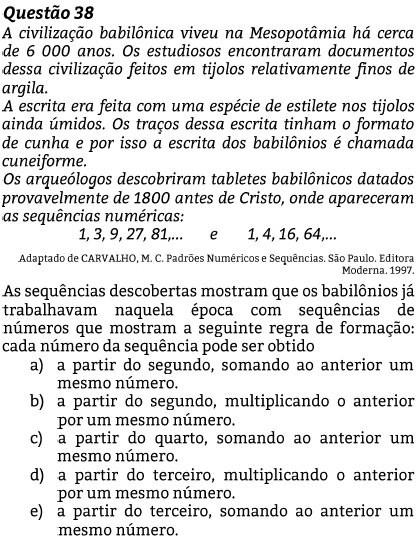 Questão 38
A civilização babilônica viveu na Mesopotâmia há cerca
de 6 000 anos. Os estudiosos encontraram documentos
dessa civilização feitos em tijolos relativamente finos de
argila.
A escrita era feita com uma espécie de estilete nos tijolos
ainda úmidos. Os traços dessa escrita tinham o formato
de cunha e por isso a escrita dos babilônios é chamada
cuneiforme.
Os arqueólogos descobriram tabletes babilônicos datados
provavelmente de 1800 antes de Cristo, onde apareceram
as sequências numéricas:
1, 3, 9, 27, 81,... e 1, 4, 16, 64,...
Adaptado de CARVALHO, M. C. Padrões Numéricos e Sequências. São Paulo. Editora
Moderna. 1997.
As sequências descobertas mostram que os babilônios já
trabalhavam naquela época com sequências de
números que mostram a seguinte regra de formação:
cada número da sequência pode ser obtido
a) a partir do segundo, somando ao anterior um
mesmo número.
b) a partir do segundo, multiplicando o anterior
por um mesmo número.
c) a partir do quarto, somando ao anterior um
mesmo número.
d) a partir do terceiro, multiplicando o anterior
por um mesmo número.
e) a partir do terceiro, somando ao anterior um
mesmo número.